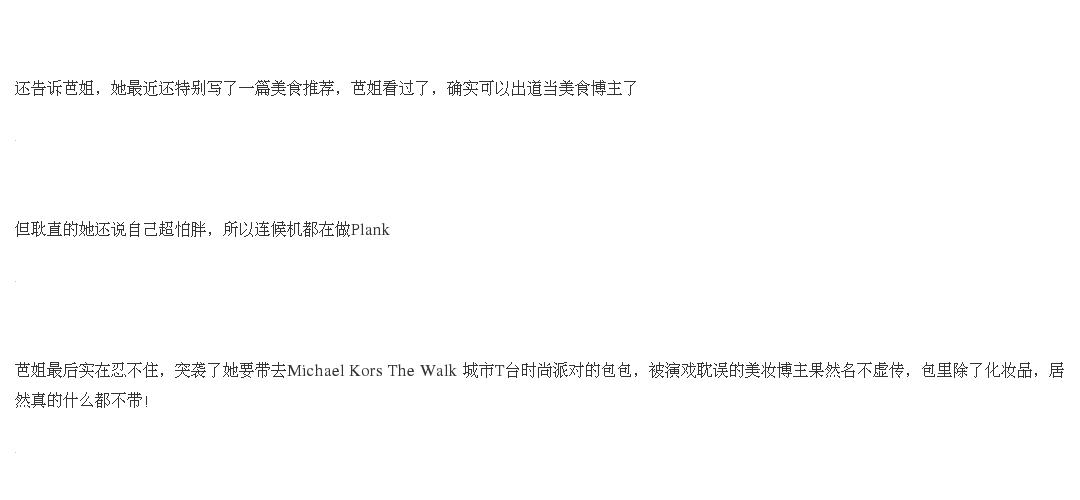 还告诉芭姐，她最近还特别写了一篇美食推荐，芭姐看过了，确实可以出道当美食博主了
但耿直的她还说自己超怕胖，所以连候机都在做Plank
芭姐最后实在忍不住，突袭了她要带去Michael Kors The Walk 城市T台时尚派对的包包，被演戏耽误的美妆博主果然名不虚传，包里除了化妆品，居
然真的什么都不带！